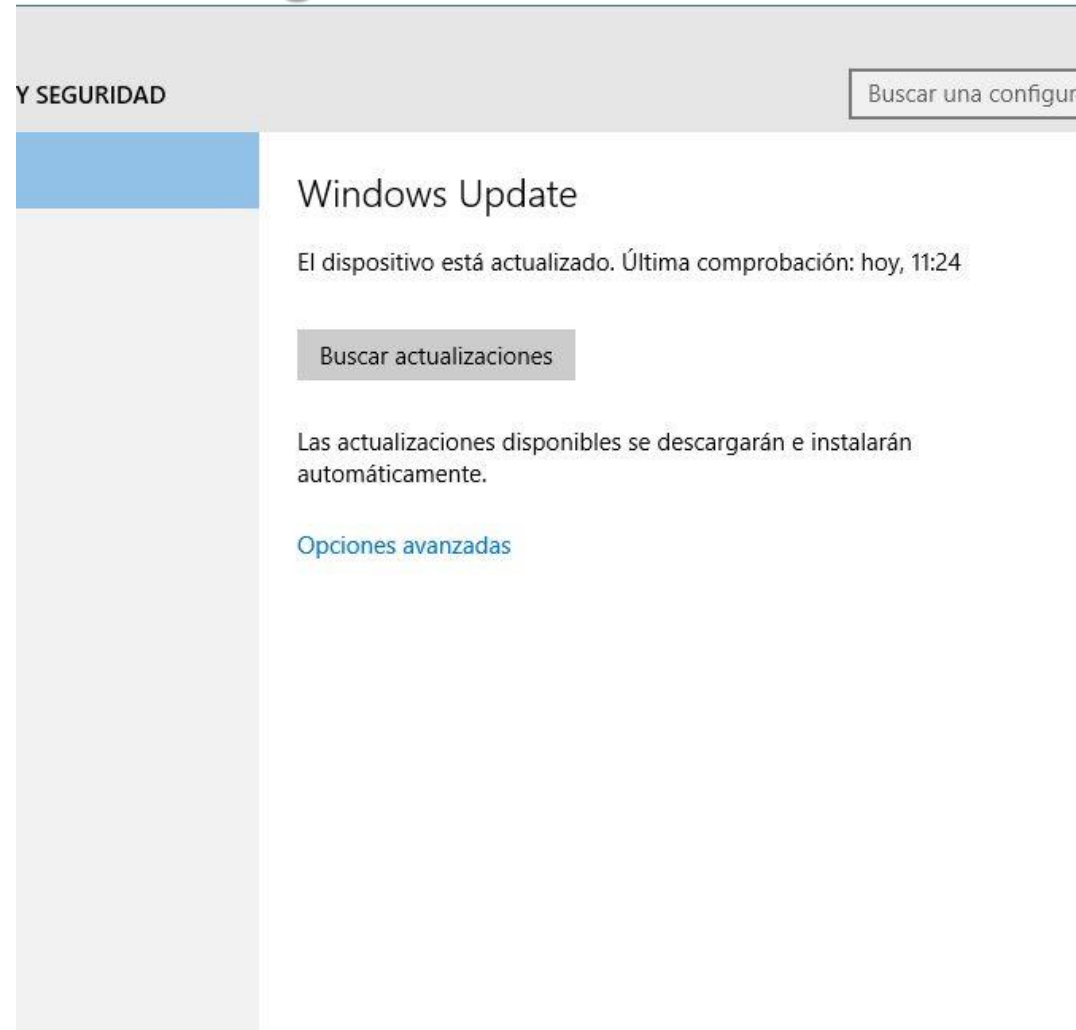 Y SEGURIDAD
Buscar una configur
Windows Update
El dispositivo está actualizado. Última comprobación: hoy, 11:24
Buscar actualizaciones
Las actualizaciones disponibles se descargarán e instalarán
automáticamente.
Opciones avanzadas